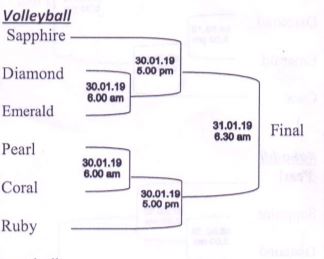 Volleyball
Sapphire
30.01.19
5.00 pm
Diamond
30.01.19
6.00 am
Emerald
31.01.19
6.30 am
Final
Pearl
30.01.19
6.00 am
Coral
30.01.19
5.00 pm
Ruby